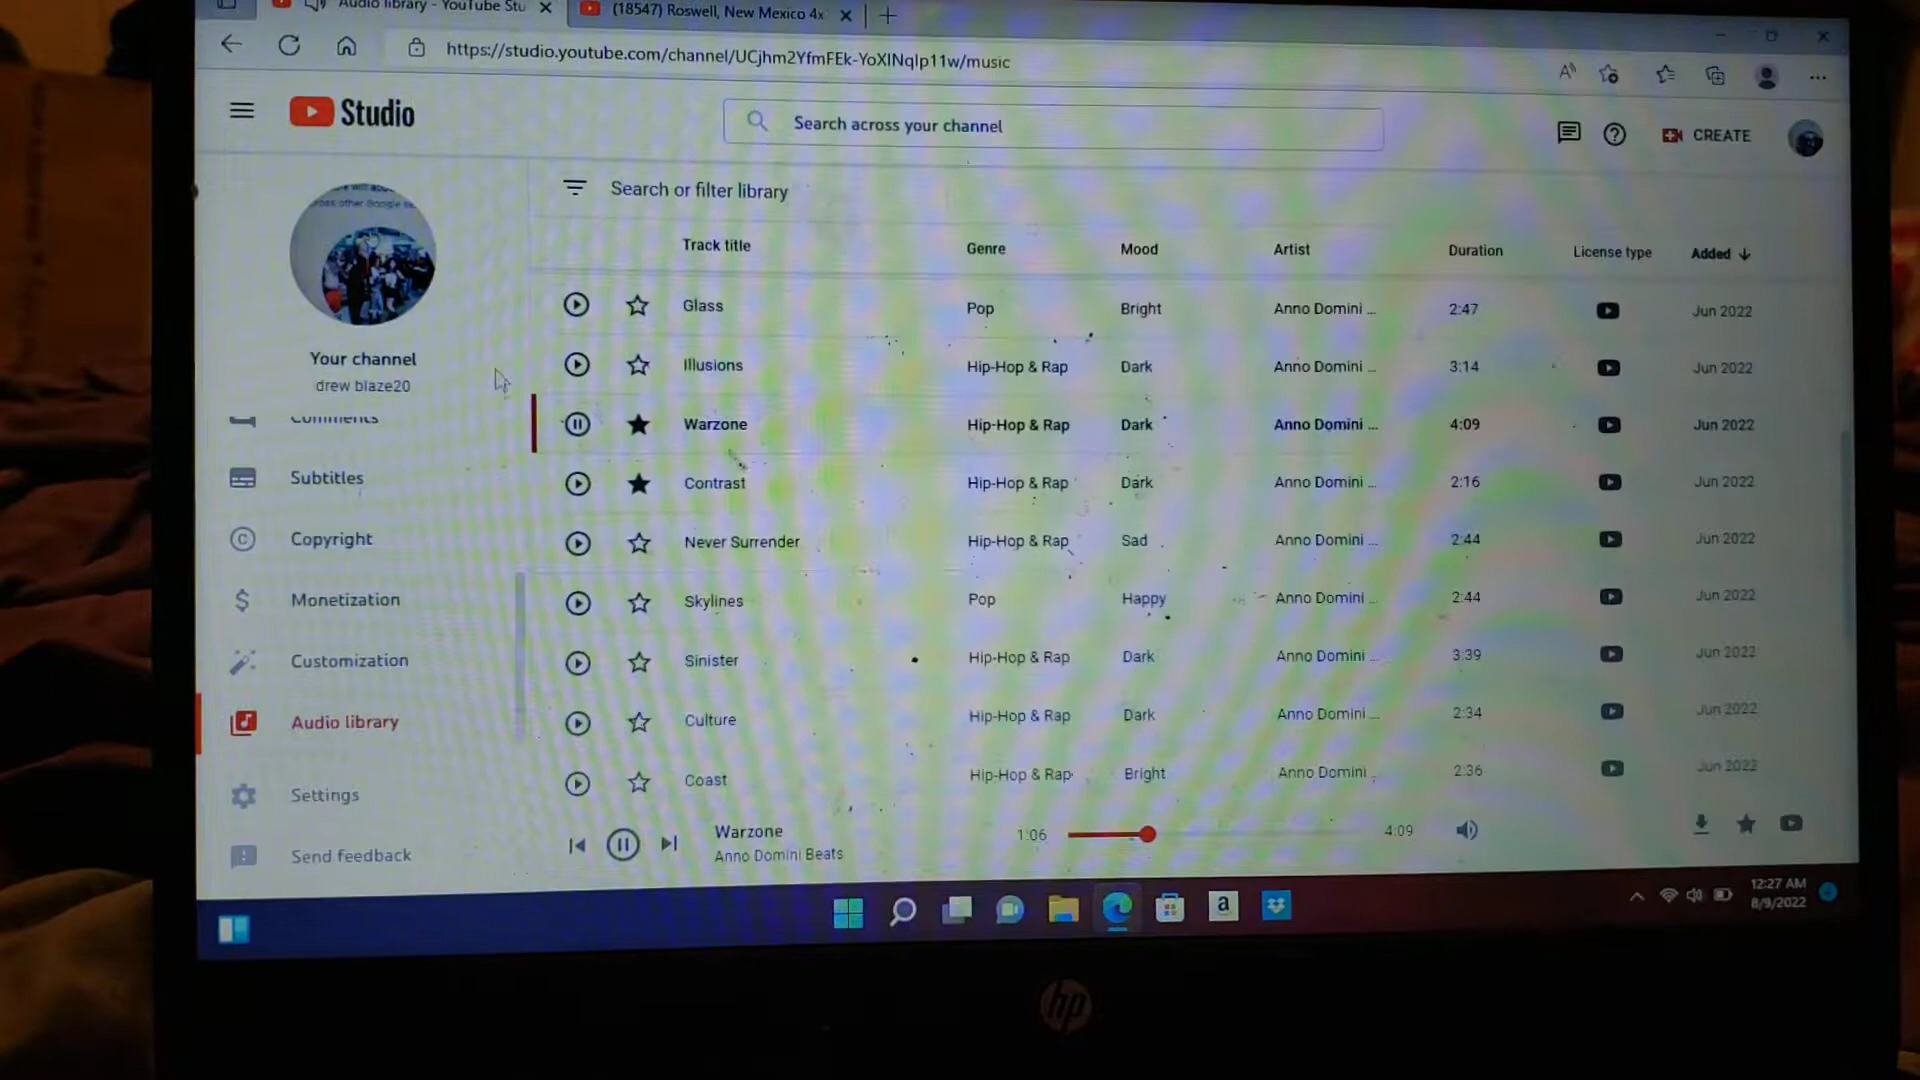 Audio library - YouTube Stu
(18547) Roswell, New Mexico 4x
https://studio.youtube.com/channel/UCjhm2YfmFEk-YoXINqlp11w/music
Studio
Search across your channel
CREATE
Search or filter library
Track title Genre Mood Artist Duration License type Added
Glass Pop Bright Anno Domini ... 2:47 Jun 2022
Illusions Hip-Hop & Rap Dark Anno Domini ... 3:14 Jun 2022
Warzone Hip-Hop & Rap Dark Anno Domini ... 4:09 Jun 2022
Contrast Hip-Hop & Rap Dark Anno Domini ... 2:16 Jun 2022
Never Surrender Hip-Hop & Rap Sad Anno Domini ... 2:44 Jun 2022
Skylines Pop Happy Anno Domini ... 2:44 Jun 2022
Sinister Hip-Hop & Rap Dark Anno Domini ... 3:39 Jun 2022
Culture Hip-Hop & Rap Dark Anno Domini ... 2:34 Jun 2022
Coast Hip-Hop & Rap Bright Anno Domini ... 2:36 Jun 2022
Your channel
drew blaze20
Comments
Subtitles
Copyright
Monetization
Customization
Audio library
Settings
Send feedback
Warzone
Anno Domini Beats
1:06
4:09
12:27 AM
8/9/2022
hp